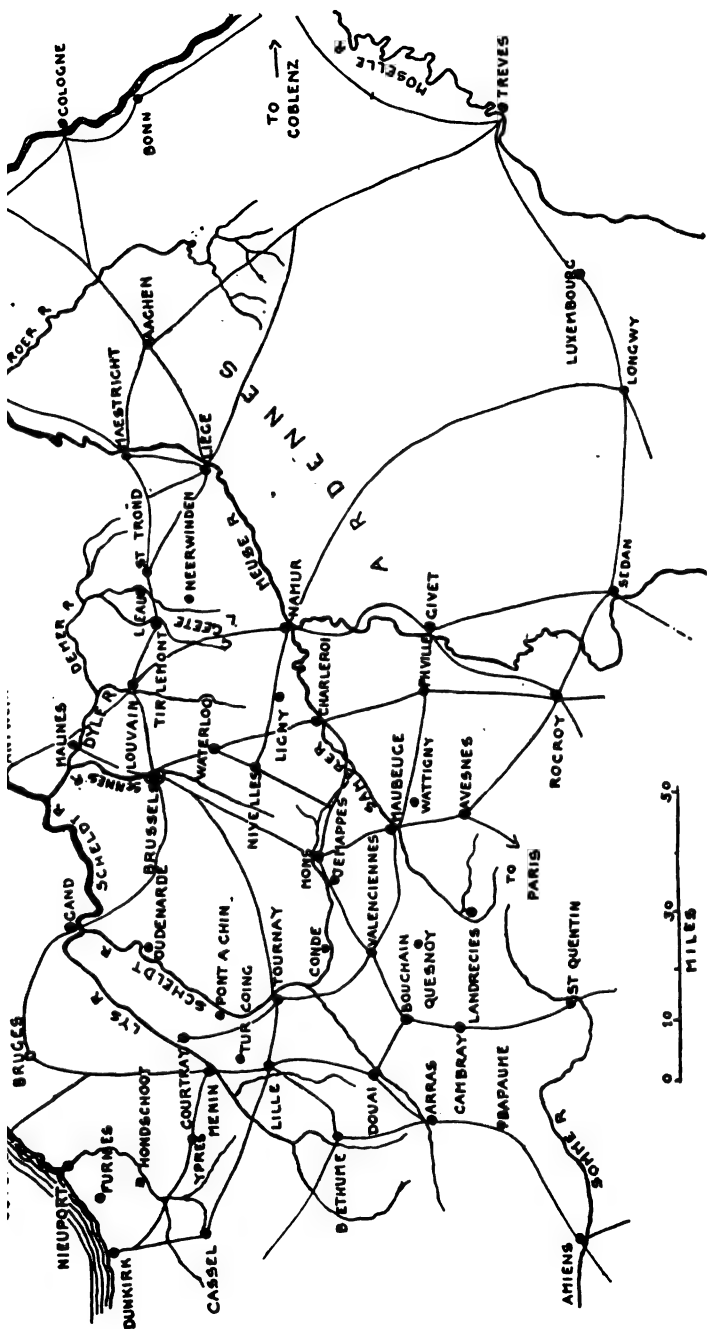 NIEUPORT
FURNES
HONDSCHOOT
DUNKIRK
YPRES
CASSEL
BRUGES
COURTRAY
MENIN
LYS R
GAND
SCHELDT R
SCHELDT R
OUDENARDE
PONT A CHIN
TURCOING
TOURNAY
LILLE
BETHUME
DOUAI
ARRAS
BAPAUME
CAMBRAY
BOUCHAIN
QUESNOY
LANDRECIES
ST QUENTIN
SOMME R
AMIENS
CONDE
VALENCIENNES
MONS
JEMAPPES
MAUBEUGE
WATTIGNY
AVESNES
TO
PARIS
SAMBRE R
CHARLEROI
NIVELLES
LIGNY
WATERLOO
BRUSSEL
SENNES R
MALINES
DYLE R
LOUVAIN
TIRLEMONT
DEMER R
LEAU
L. GEETE
ST TROND
NEERWINDEN
MEUSE R
NAMUR
GIVET
PHVILLE
ROCROY
SEDAN
MAESTRICHT
LIEGE
AACHEN
ROER R
ARDENNES
COLOGNE
BONN
TO
COBLENZ
MOSELLE R
TREVES
LUXEMBOURG
LONGWY
0 10 30 50
MILES